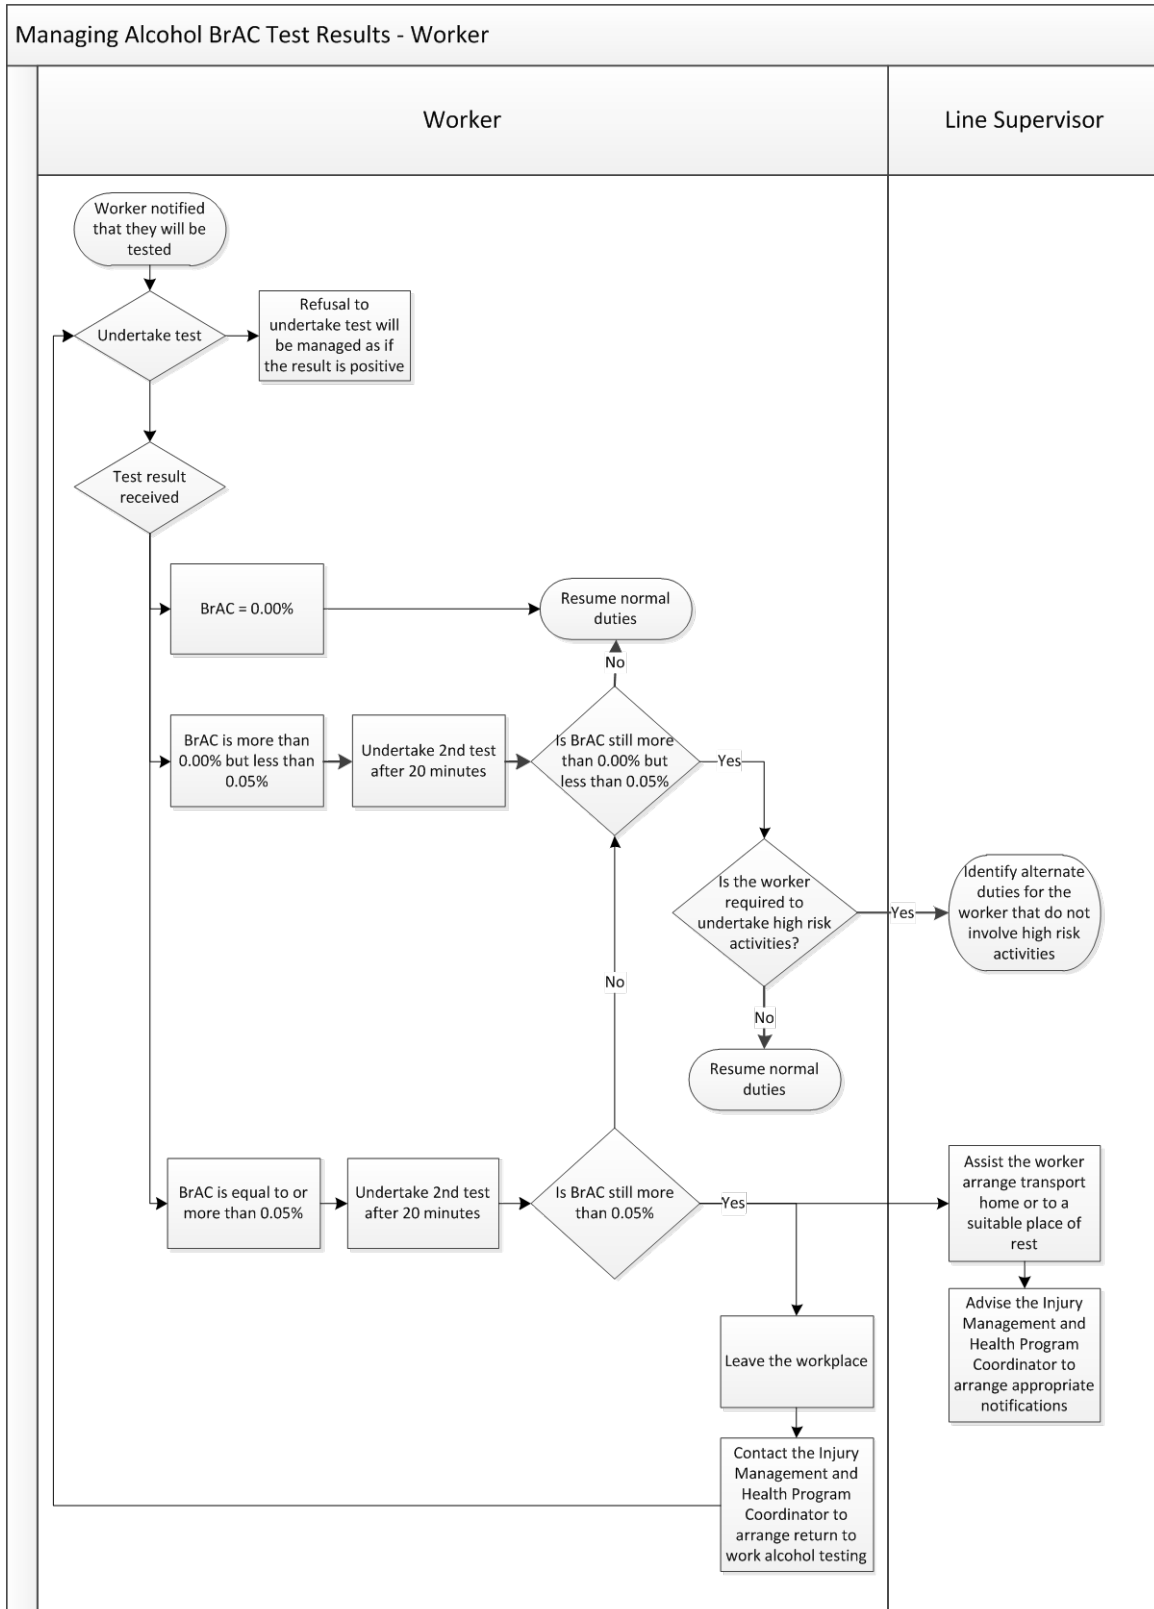 Managing Alcohol BrAC Test Results - Worker
Worker
Line Supervisor
Worker notified
that they will be
tested
Undertake test
Refusal to
undertake test will
be managed as if
the result is positive
Test result
received
BrAC = 0.00%
Resume normal
duties
No
BrAC is more than
0.00% but less than
0.05%
Undertake 2nd test
after 20 minutes
Is BrAC still more
than 0.00% but
less than 0.05%
Yes
Is the worker
required to
undertake high risk
activities?
Yes
Identify alternate
duties for the
worker that do not
involve high risk
activities
No
No
Resume normal
duties
BrAC is equal to or
more than 0.05%
Undertake 2nd test
after 20 minutes
Is BrAC still more
than 0.05%
Yes
Assist the worker
arrange transport
home or to a
suitable place of
rest
Advise the Injury
Management and
Health Program
Coordinator to
arrange appropriate
notifications
Leave the workplace
Contact the Injury
Management and
Health Program
Coordinator to
arrange return to
work alcohol testing